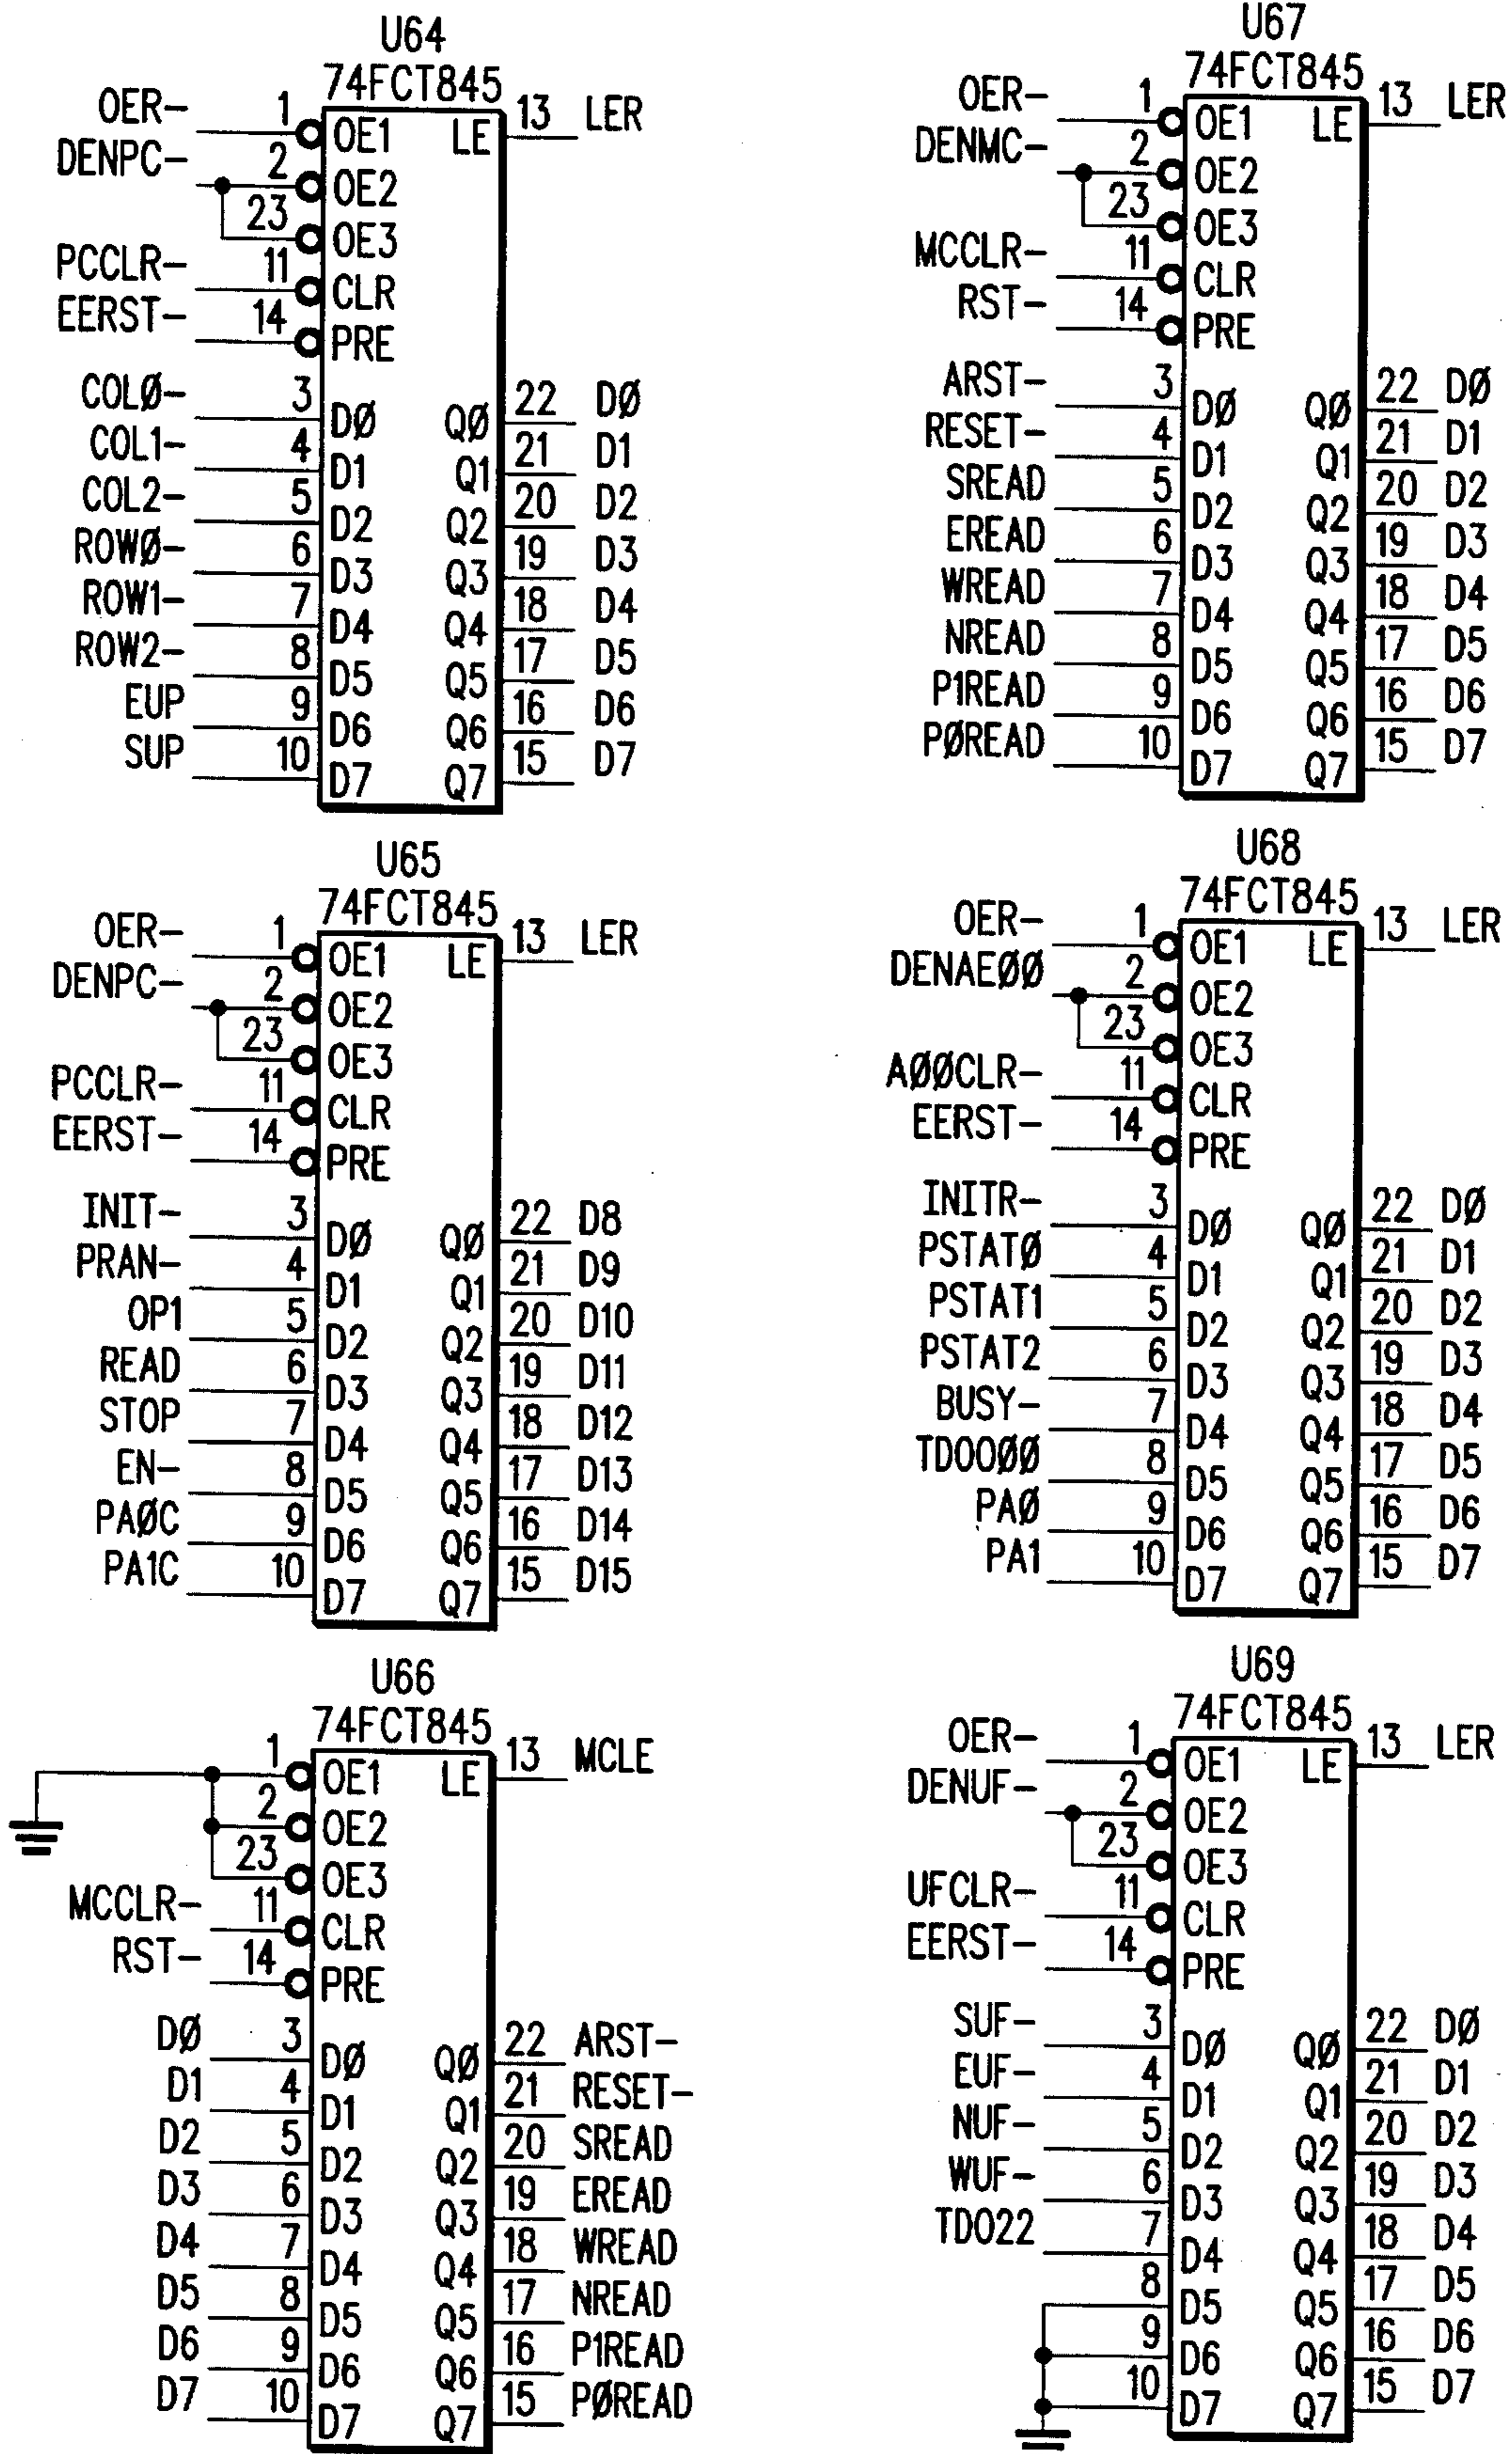 U64
74FCT845
OER- 1 OE1 LE 13 LER
DENPC- 2 OE2
23 OE3
PCCLR- 11 CLR
EERST- 14 PRE
COLØ- 3 DØ QØ 22 DØ
COL1- 4 D1 Q1 21 D1
COL2- 5 D2 Q2 20 D2
ROWØ- 6 D3 Q3 19 D3
ROW1- 7 D4 Q4 18 D4
ROW2- 8 D5 Q5 17 D5
EUP 9 D6 Q6 16 D6
SUP 10 D7 Q7 15 D7
U65
74FCT845
OER- 1 OE1 LE 13 LER
DENPC- 2 OE2
23 OE3
PCCLR- 11 CLR
EERST- 14 PRE
INIT- 3 DØ QØ 22 D8
PRAN- 4 D1 Q1 21 D9
OP1 5 D2 Q2 20 D10
READ 6 D3 Q3 19 D11
STOP 7 D4 Q4 18 D12
EN- 8 D5 Q5 17 D13
PAØC 9 D6 Q6 16 D14
PA1C 10 D7 Q7 15 D15
U66
74FCT845
1 OE1 LE 13 MCLE
2 OE2
23 OE3
MCCLR- 11 CLR
RST- 14 PRE
DØ 3 DØ QØ 22 ARST-
D1 4 D1 Q1 21 RESET-
D2 5 D2 Q2 20 SREAD
D3 6 D3 Q3 19 EREAD
D4 7 D4 Q4 18 WREAD
D5 8 D5 Q5 17 NREAD
D6 9 D6 Q6 16 P1READ
D7 10 D7 Q7 15 PØREAD
U67
74FCT845
OER- 1 OE1 LE 13 LER
DENMC- 2 OE2
23 OE3
MCCLR- 11 CLR
RST- 14 PRE
ARST- 3 DØ QØ 22 DØ
RESET- 4 D1 Q1 21 D1
SREAD 5 D2 Q2 20 D2
EREAD 6 D3 Q3 19 D3
WREAD 7 D4 Q4 18 D4
NREAD 8 D5 Q5 17 D5
P1READ 9 D6 Q6 16 D6
PØREAD 10 D7 Q7 15 D7
U68
74FCT845
OER- 1 OE1 LE 13 LER
DENAEØØ 2 OE2
23 OE3
AØØCLR- 11 CLR
EERST- 14 PRE
INITR- 3 DØ QØ 22 DØ
PSTATØ 4 D1 Q1 21 D1
PSTAT1 5 D2 Q2 20 D2
PSTAT2 6 D3 Q3 19 D3
BUSY- 7 D4 Q4 18 D4
TDOOØØ 8 D5 Q5 17 D5
PAØ 9 D6 Q6 16 D6
PA1 10 D7 Q7 15 D7
U69
74FCT845
OER- 1 OE1 LE 13 LER
DENUF- 2 OE2
23 OE3
UFCLR- 11 CLR
EERST- 14 PRE
SUF- 3 DØ QØ 22 DØ
EUF- 4 D1 Q1 21 D1
NUF- 5 D2 Q2 20 D2
WUF- 6 D3 Q3 19 D3
TDO22 7 D4 Q4 18 D4
8 D5 Q5 17 D5
9 D6 Q6 16 D6
10 D7 Q7 15 D7